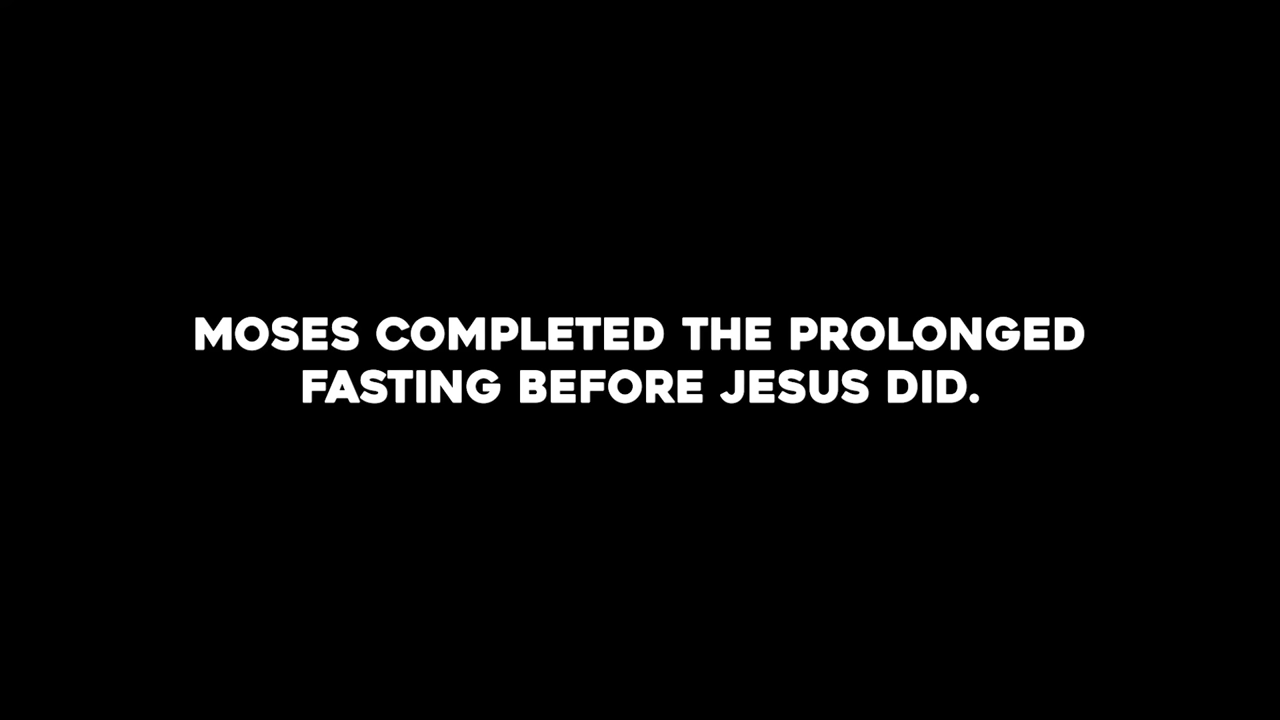 MOSES COMPLETED THE PROLONGED
FASTING BEFORE JESUS DID.